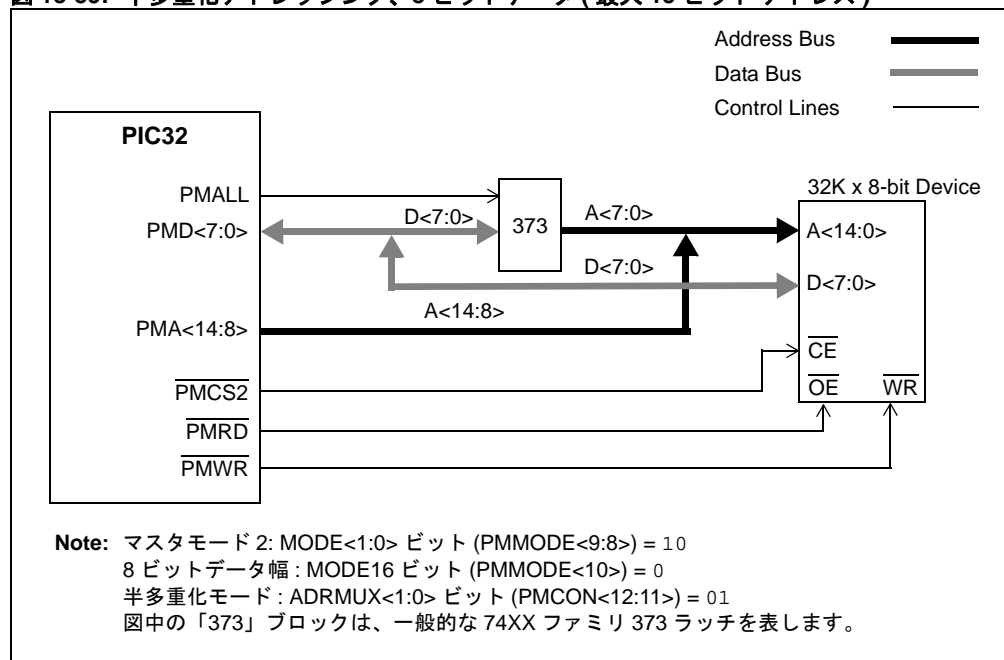 Address Bus
Data Bus
Control Lines
PIC32
PMALL
PMD<7:0>
PMA<14:8>
PMCS2
PMRD
PMWR
D<7:0>
373
A<7:0>
D<7:0>
A<14:8>
32K x 8-bit Device
A<14:0>
D<7:0>
CE
OE WR
Note: マスタモード 2: MODE<1:0> ビット (PMMODE<9:8>) = 10
8 ビットデータ幅 : MODE16 ビット (PMMODE<10>) = 0
半多重化モード : ADRMUX<1:0> ビット (PMCON<12:11>) = 01
図中の「373」ブロックは、一般的な 74XX ファミリ 373 ラッチを表します。